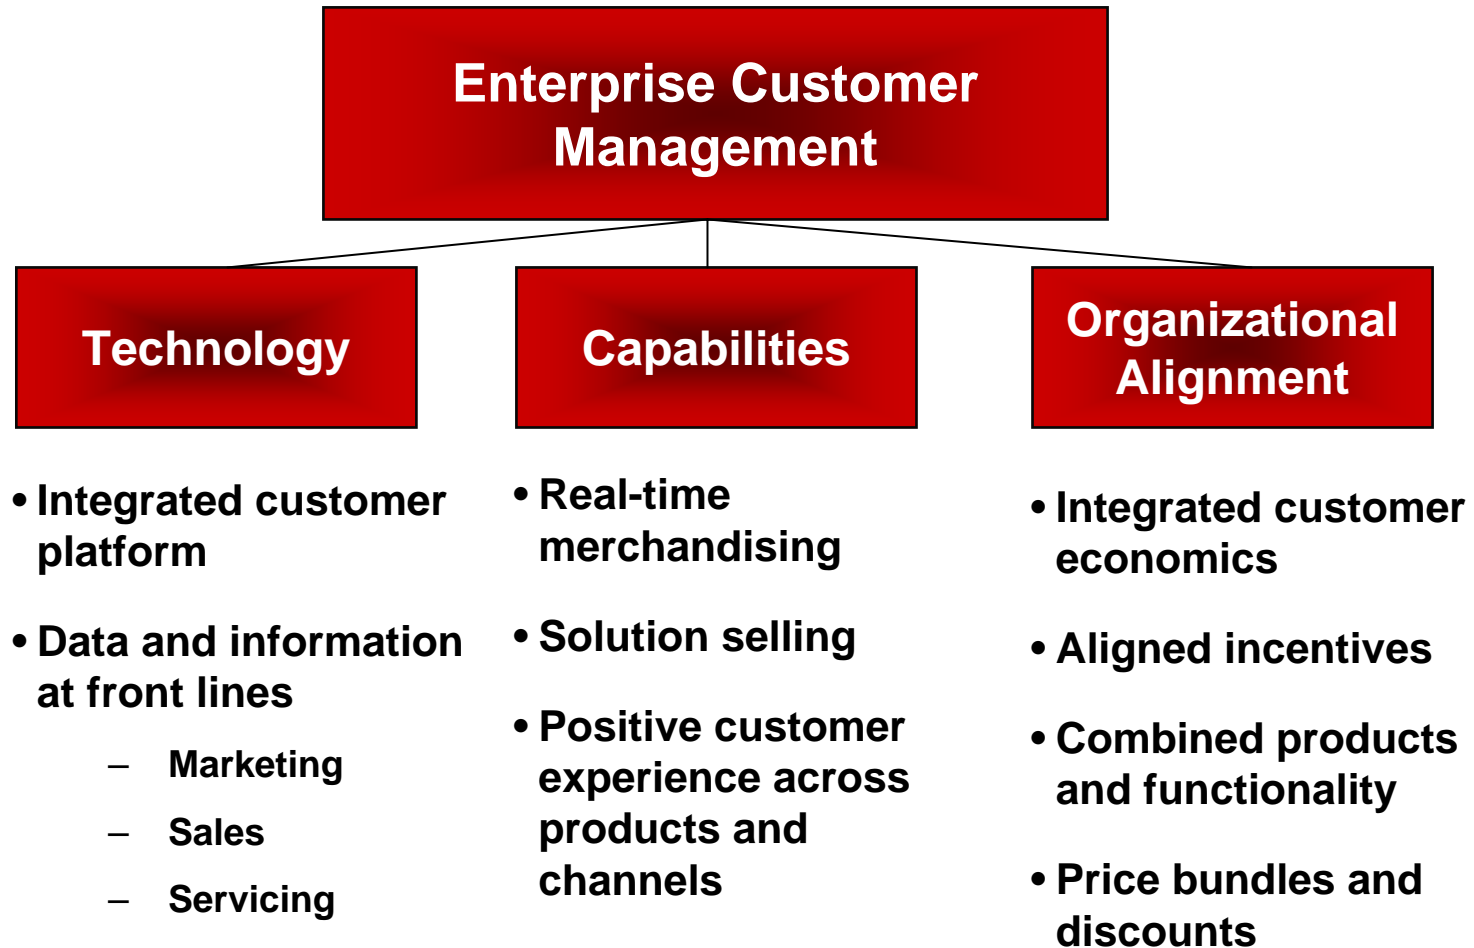 Enterprise Customer
Management
Technology
• Integrated customer
platform
• Data and information
at front lines
– Marketing
– Sales
– Servicing
Capabilities
• Real-time
merchandising
• Solution selling
• Positive customer
experience across
products and
channels
Organizational
Alignment
• Integrated customer
economics
• Aligned incentives
• Combined products
and functionality
• Price bundles and
discounts